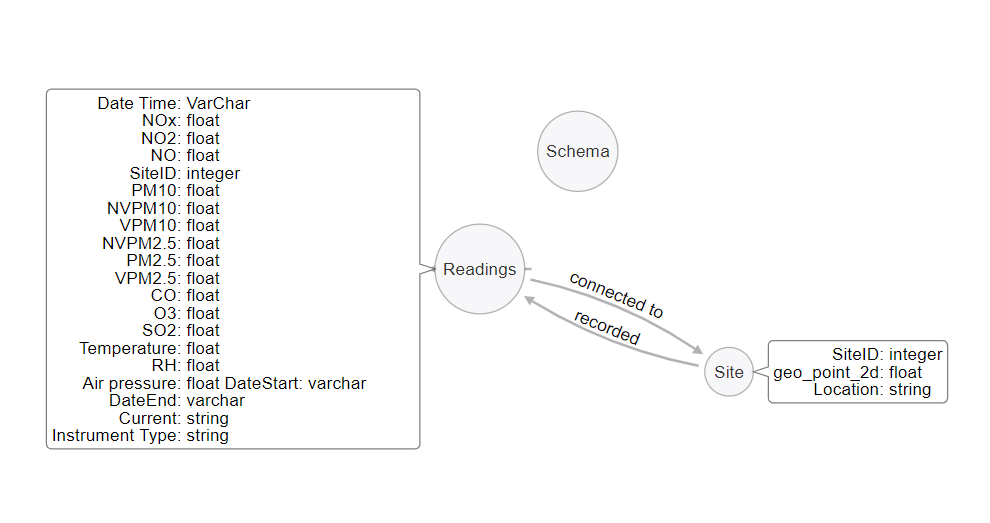 Date Time: VarChar
NOx: float
NO2: float
NO: float
SiteID: integer
PM10: float
NVPM10: float
VPM10: float
NVPM2.5: float
PM2.5: float
VPM2.5: float
CO: float
O3: float
SO2: float
Temperature: float
RH: float
Air pressure: float DateStart: varchar
DateEnd: varchar
Current: string
Instrument Type: string
Schema
Readings
connected to
recorded
Site
SiteID: integer
geo_point_2d: float
Location: string